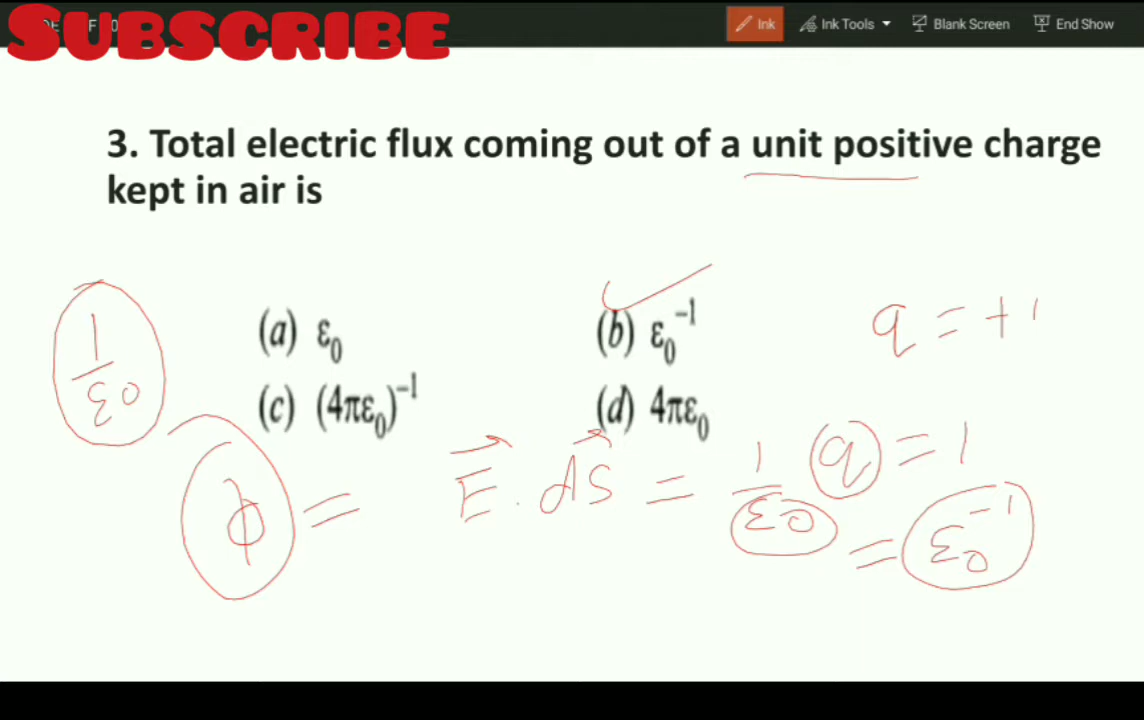 SUBSCRIBE
Ink Ink Tools Blank Screen End Show
3. Total electric flux coming out of a unit positive charge
kept in air is
(a) ε₀ (b) ε₀⁻¹
(c) (4πε₀)⁻¹ (d) 4πε₀
q = +1
1/ε₀
φ = E⃗ . d⃗S = 1/ε₀ q = 1
= ε₀⁻¹